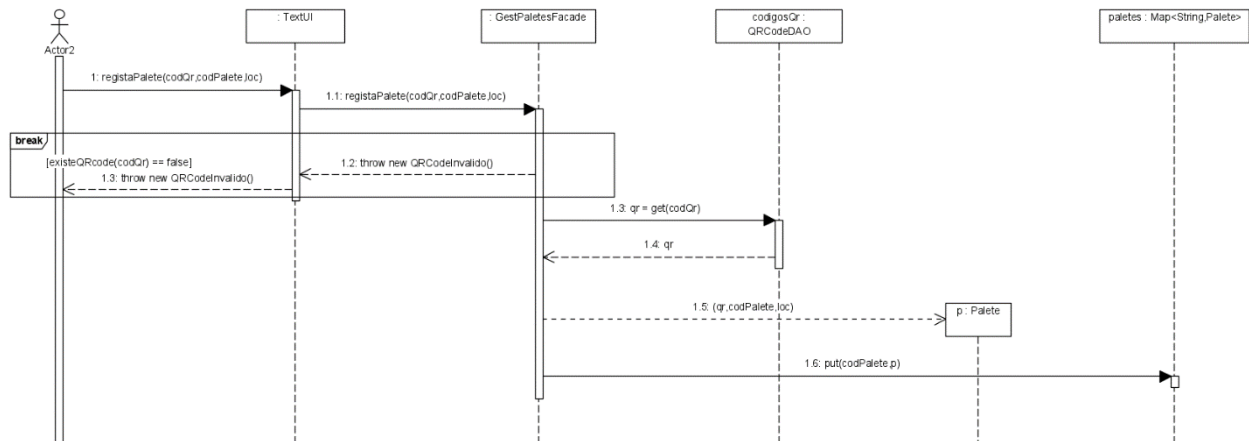 : TextUI
: GestPaletesFacade
codigosQr :
QRCodeDAO
paletes : Map<String,Palete>
Actor2
1: registaPalete(codQr,codPalete,loc)
1.1: registaPalete(codQr,codPalete,loc)
break
[existeQRcode(codQr) == false]
1.2: throw new QRCodeInvalido()
1.3: throw new QRCodeInvalido()
1.3: qr = get(codQr)
1.4: qr
1.5: (qr,codPalete,loc)
p : Palete
1.6: put(codPalete,p)